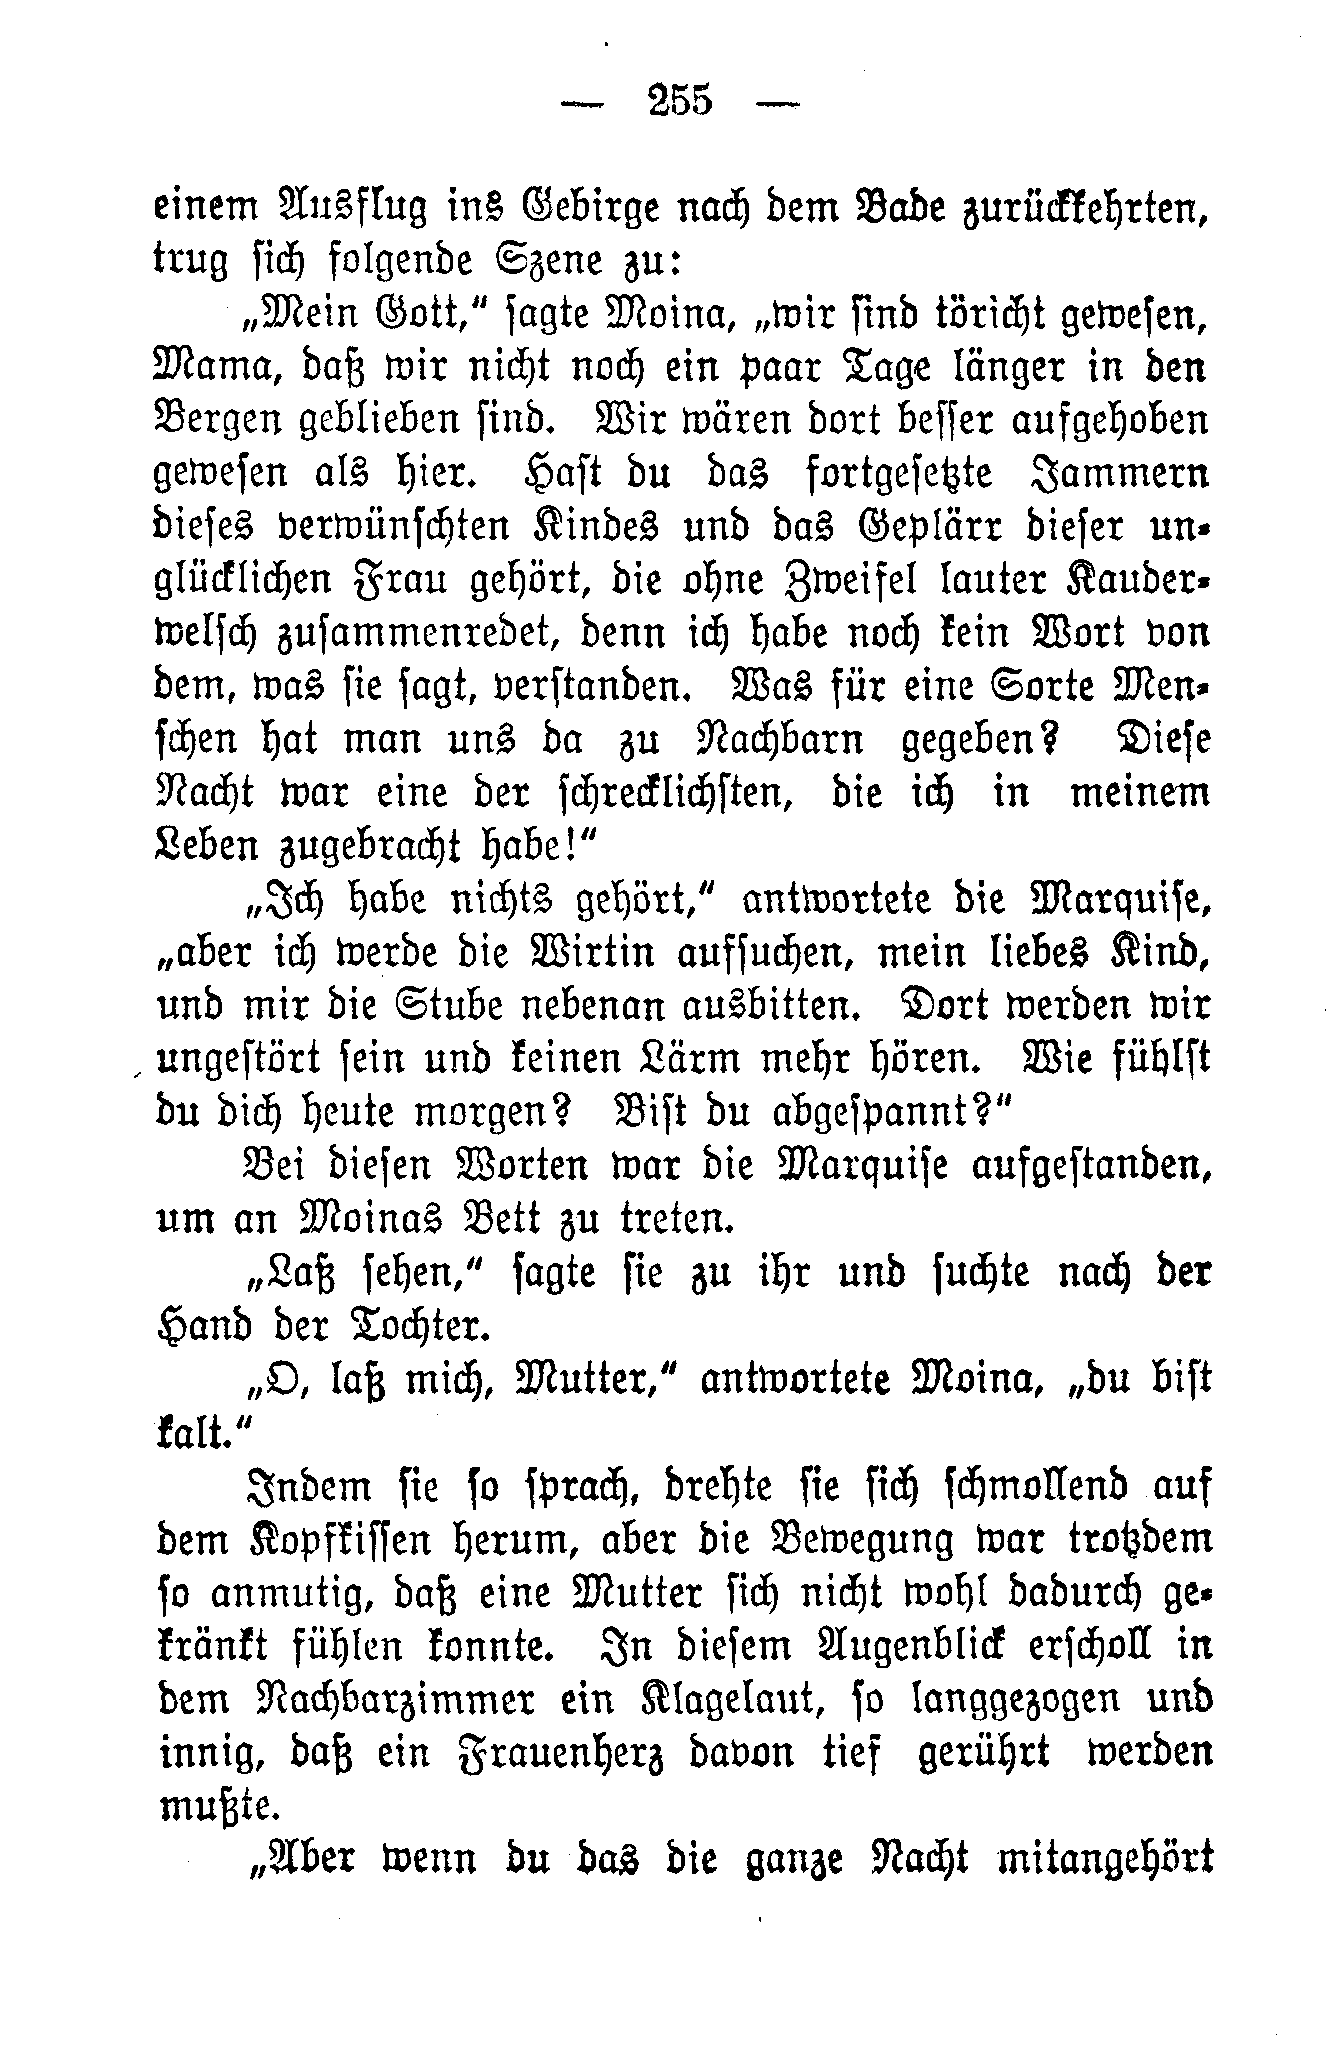 — 255 —
einem Ausflug ins Gebirge nach dem Bade zurückkehrten,
trug sich folgende Szene zu:
„Mein Gott,“ sagte Moina, „wir sind töricht gewesen,
Mama, daß wir nicht noch ein paar Tage länger in den
Bergen geblieben sind. Wir wären dort besser aufgehoben
gewesen als hier. Hast du das fortgesetzte Jammern
dieses verwünschten Kindes und das Geplärr dieser un-
glücklichen Frau gehört, die ohne Zweifel lauter Kauder-
welsch zusammenredet, denn ich habe noch kein Wort von
dem, was sie sagt, verstanden. Was für eine Sorte Men-
schen hat man uns da zu Nachbarn gegeben? Diese
Nacht war eine der schrecklichsten, die ich in meinem
Leben zugebracht habe!“
„Ich habe nichts gehört,“ antwortete die Marquise,
„aber ich werde die Wirtin aufsuchen, mein liebes Kind,
und mir die Stube nebenan ausbitten. Dort werden wir
ungestört sein und keinen Lärm mehr hören. Wie fühlst
du dich heute morgen? Bist du abgespannt?“
Bei diesen Worten war die Marquise aufgestanden,
um an Moinas Bett zu treten.
„Laß sehen,“ sagte sie zu ihr und suchte nach der
Hand der Tochter.
„O, laß mich, Mutter,“ antwortete Moina, „du bist
kalt.“
Indem sie so sprach, drehte sie sich schmollend auf
dem Kopfkissen herum, aber die Bewegung war trotzdem
so anmutig, daß eine Mutter sich nicht wohl dadurch ge-
kränkt fühlen konnte. In diesem Augenblick erscholl in
dem Nachbarzimmer ein Klagelaut, so langgezogen und
innig, daß ein Frauenherz davon tief gerührt werden
mußte.
„Aber wenn du das die ganze Nacht mitangehört